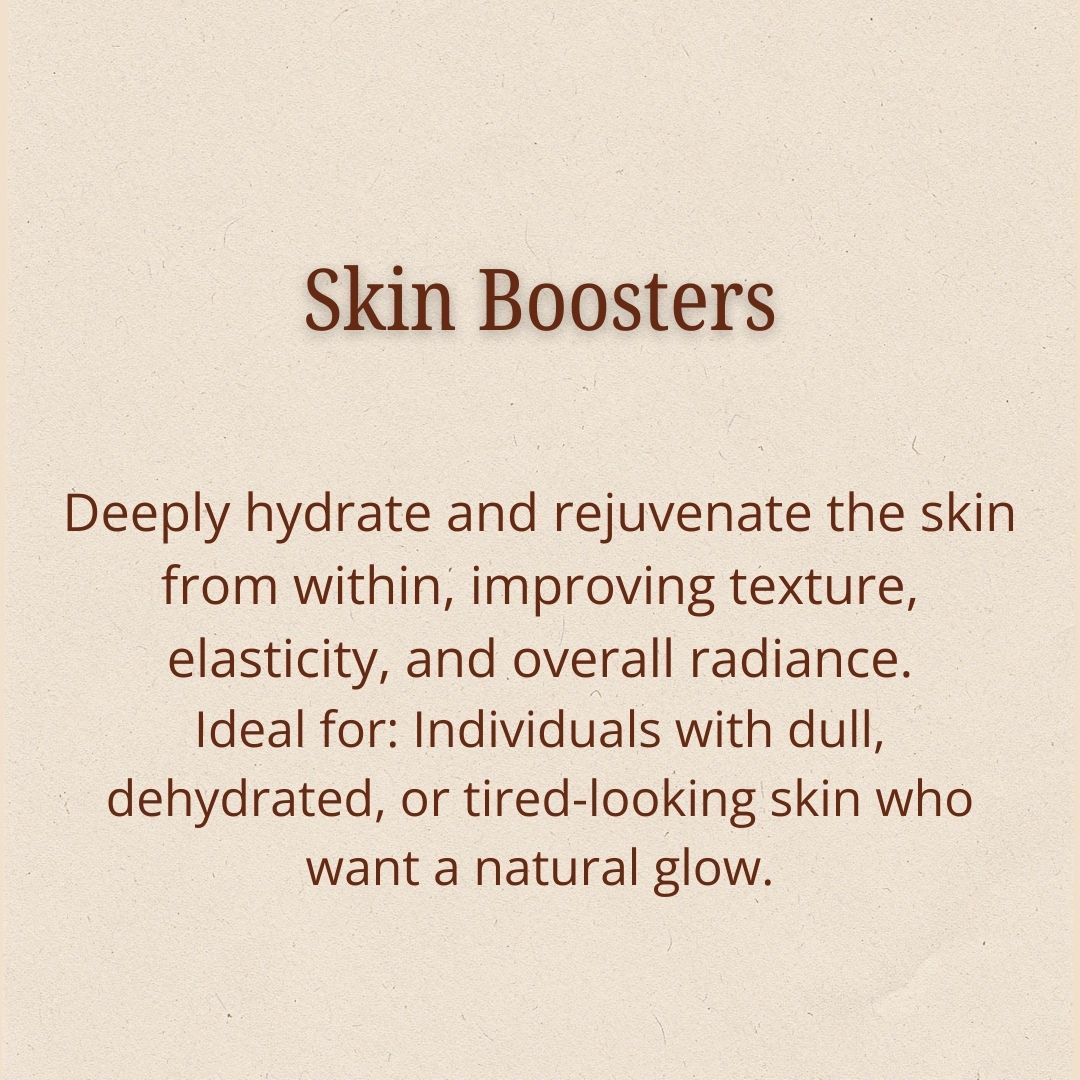 Skin Boosters
Deeply hydrate and rejuvenate the skin
from within, improving texture,
elasticity, and overall radiance.
Ideal for: Individuals with dull,
dehydrated, or tired-looking skin who
want a natural glow.